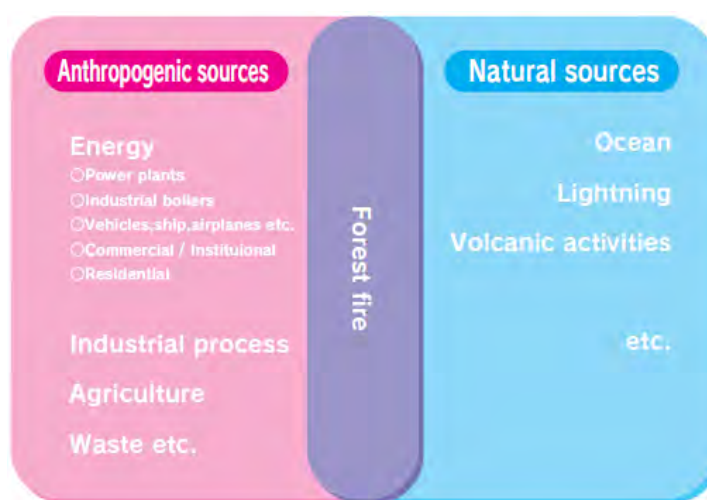 Anthropogenic sources
Energy
○Power plants
○Industrial boilers
○Vehicles,ship,airplanes etc.
○Commercial / Instituional
○Residential
Industrial process
Agriculture
Waste etc.
Forest fire
Natural sources
Ocean
Lightning
Volcanic activities
etc.